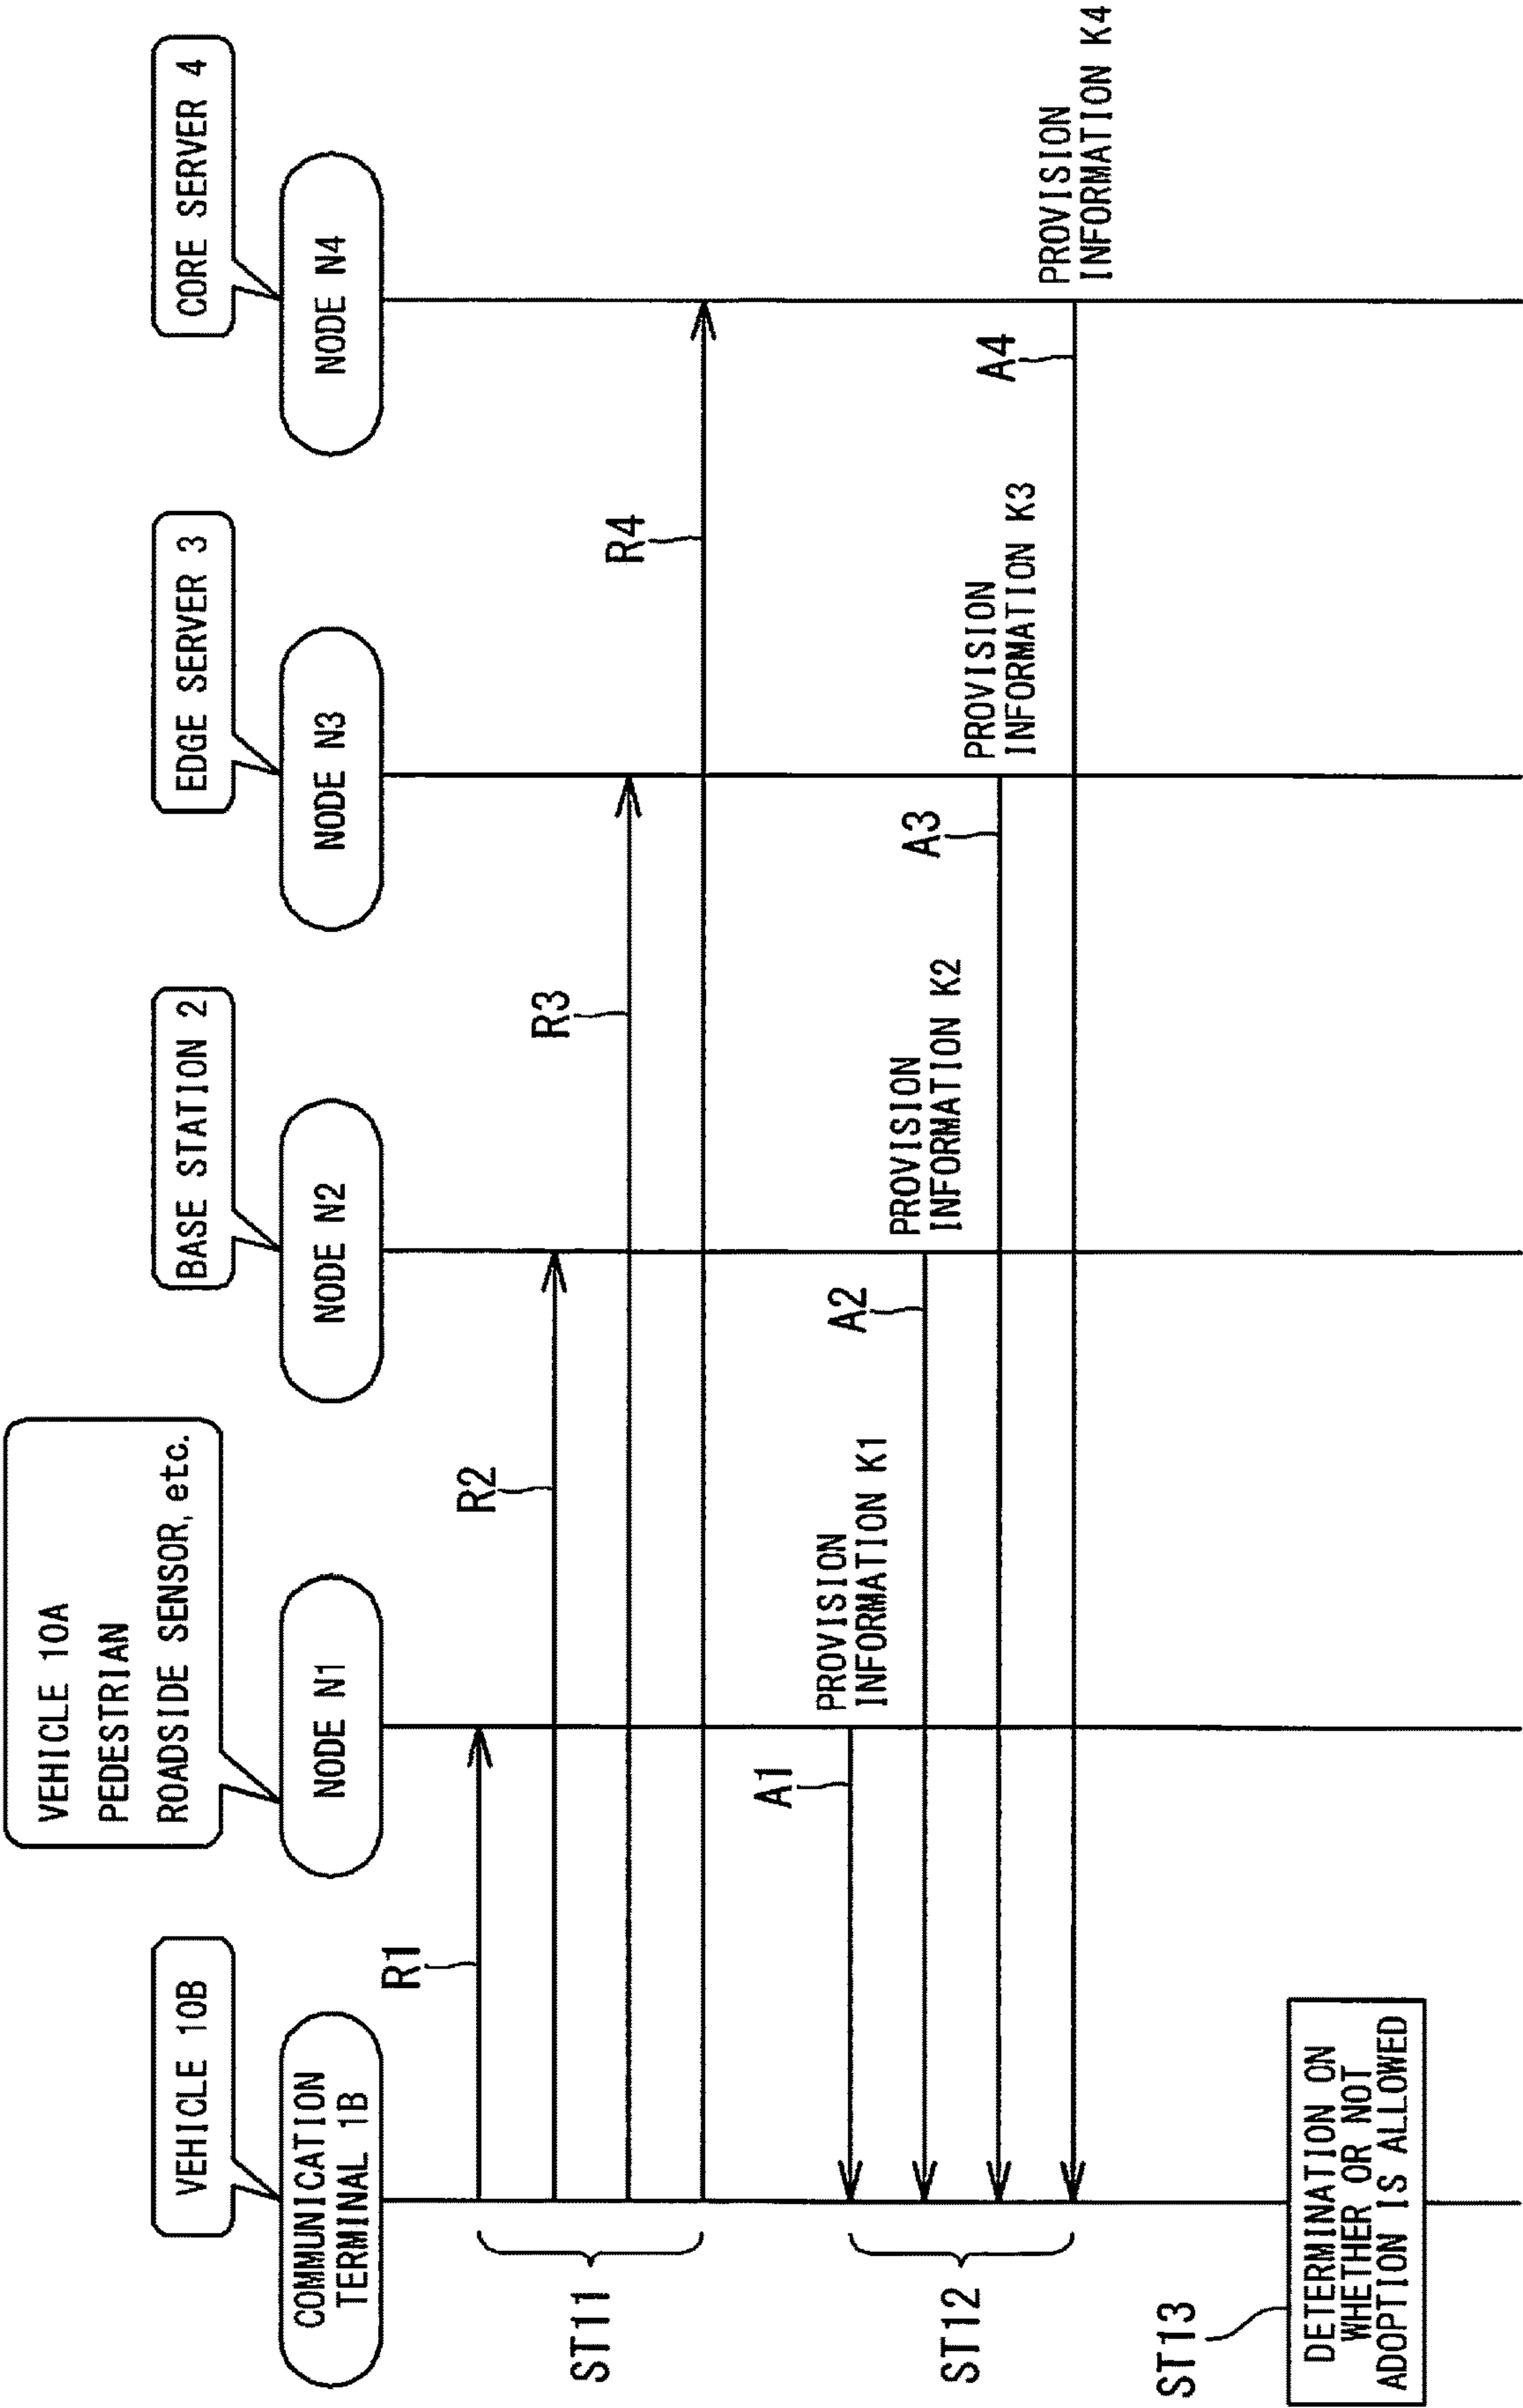 VEHICLE 10B
VEHICLE 10A
PEDESTRIAN
ROADSIDE SENSOR, etc.
BASE STATION 2
EDGE SERVER 3
CORE SERVER 4
COMMUNICATION
TERMINAL 1B
NODE N1
NODE N2
NODE N3
NODE N4
ST11
R1
R2
R3
R4
ST12
A1
PROVISION
INFORMATION K1
A2
PROVISION
INFORMATION K2
A3
PROVISION
INFORMATION K3
A4
PROVISION
INFORMATION K4
ST13
DETERMINATION ON
WHETHER OR NOT
ADOPTION IS ALLOWED